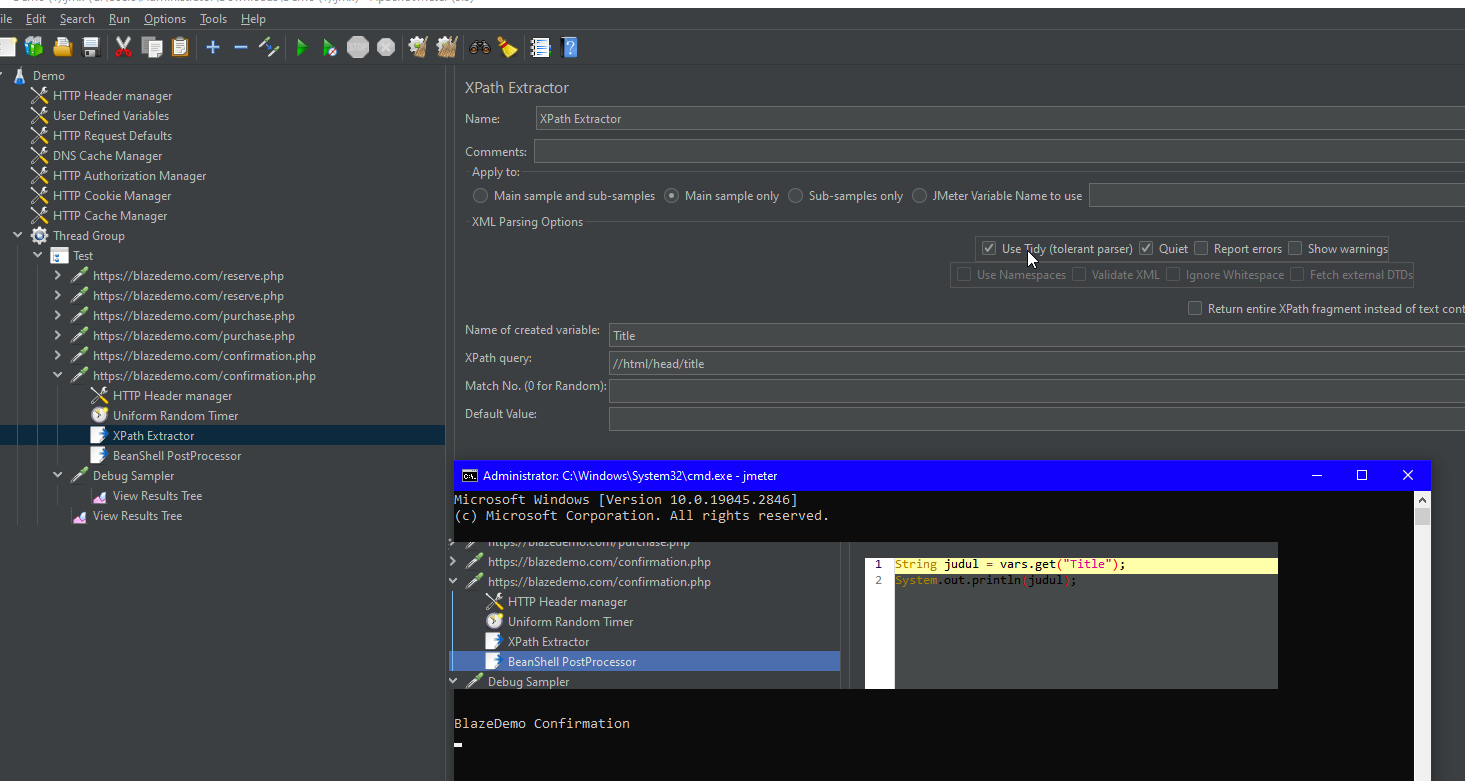 ile Edit Search Run Options Tools Help
Demo
HTTP Header manager
User Defined Variables
HTTP Request Defaults
DNS Cache Manager
HTTP Authorization Manager
HTTP Cookie Manager
HTTP Cache Manager
Thread Group
Test
https://blazedemo.com/reserve.php
https://blazedemo.com/reserve.php
https://blazedemo.com/purchase.php
https://blazedemo.com/purchase.php
https://blazedemo.com/confirmation.php
https://blazedemo.com/confirmation.php
HTTP Header manager
Uniform Random Timer
XPath Extractor
BeanShell PostProcessor
Debug Sampler
View Results Tree
View Results Tree
XPath Extractor
Name: XPath Extractor
Comments:
Apply to:
Main sample and sub-samples Main sample only Sub-samples only JMeter Variable Name to use
XML Parsing Options
Use Tidy (tolerant parser) Quiet Report errors Show warnings
Use Namespaces Validate XML Ignore Whitespace Fetch external DTDs
Return entire XPath fragment instead of text cont
Name of created variable: Title
XPath query: //html/head/title
Match No. (0 for Random):
Default Value:
Administrator: C:\Windows\System32\cmd.exe - jmeter
Microsoft Windows [Version 10.0.19045.2846]
(c) Microsoft Corporation. All rights reserved.
https://blazedemo.com/purchase.php
https://blazedemo.com/confirmation.php
https://blazedemo.com/confirmation.php
HTTP Header manager
Uniform Random Timer
XPath Extractor
BeanShell PostProcessor
Debug Sampler
1 String judul = vars.get("Title");
2 System.out.println(judul);
BlazeDemo Confirmation